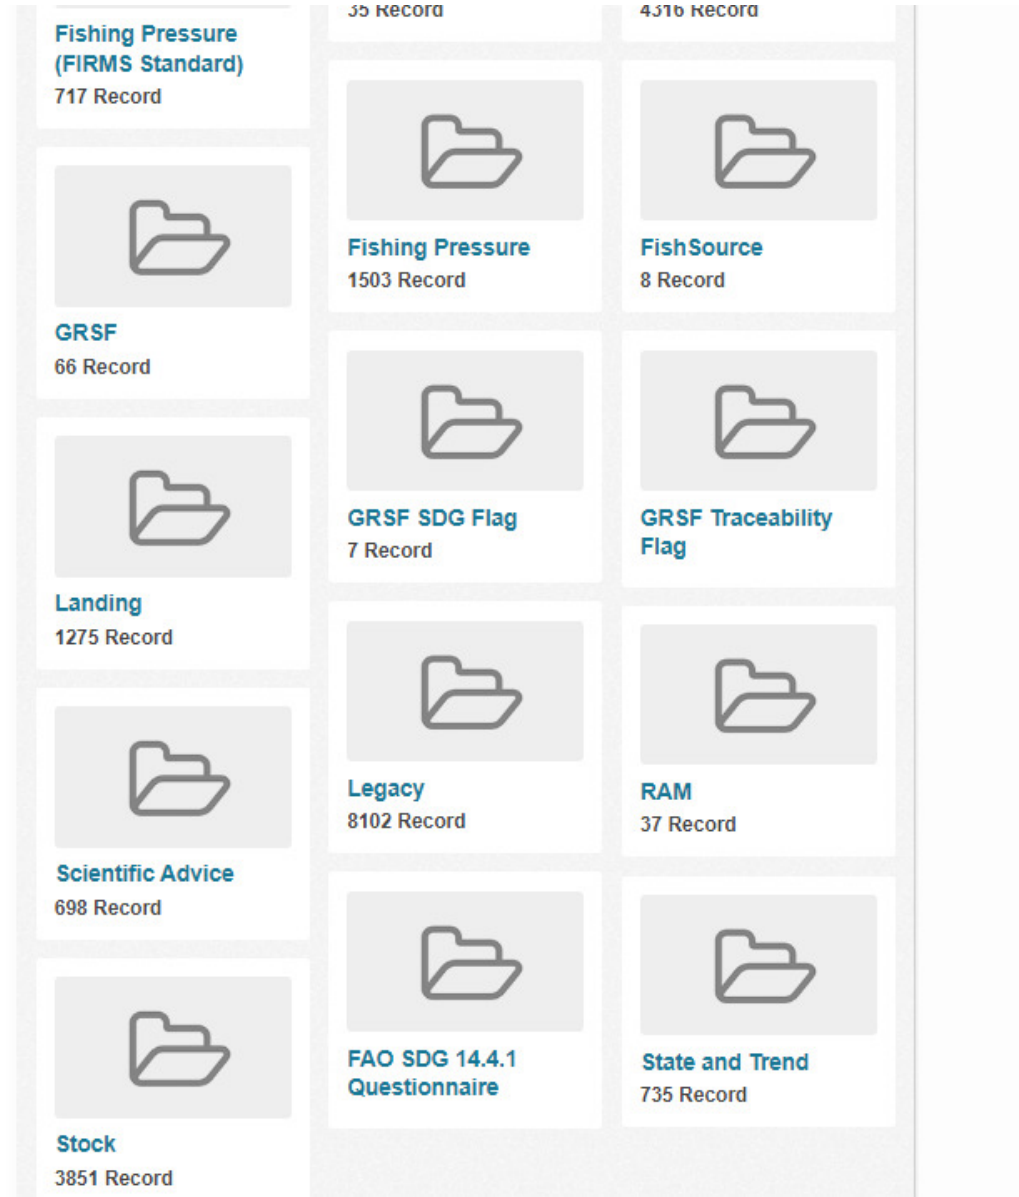 Fishing Pressure
(FIRMS Standard)
717 Record
GRSF
66 Record
Landing
1275 Record
Scientific Advice
698 Record
Stock
3851 Record
35 Record
Fishing Pressure
1503 Record
GRSF SDG Flag
7 Record
Legacy
8102 Record
FAO SDG 14.4.1
Questionnaire
4316 Record
FishSource
8 Record
GRSF Traceability
Flag
RAM
37 Record
State and Trend
735 Record